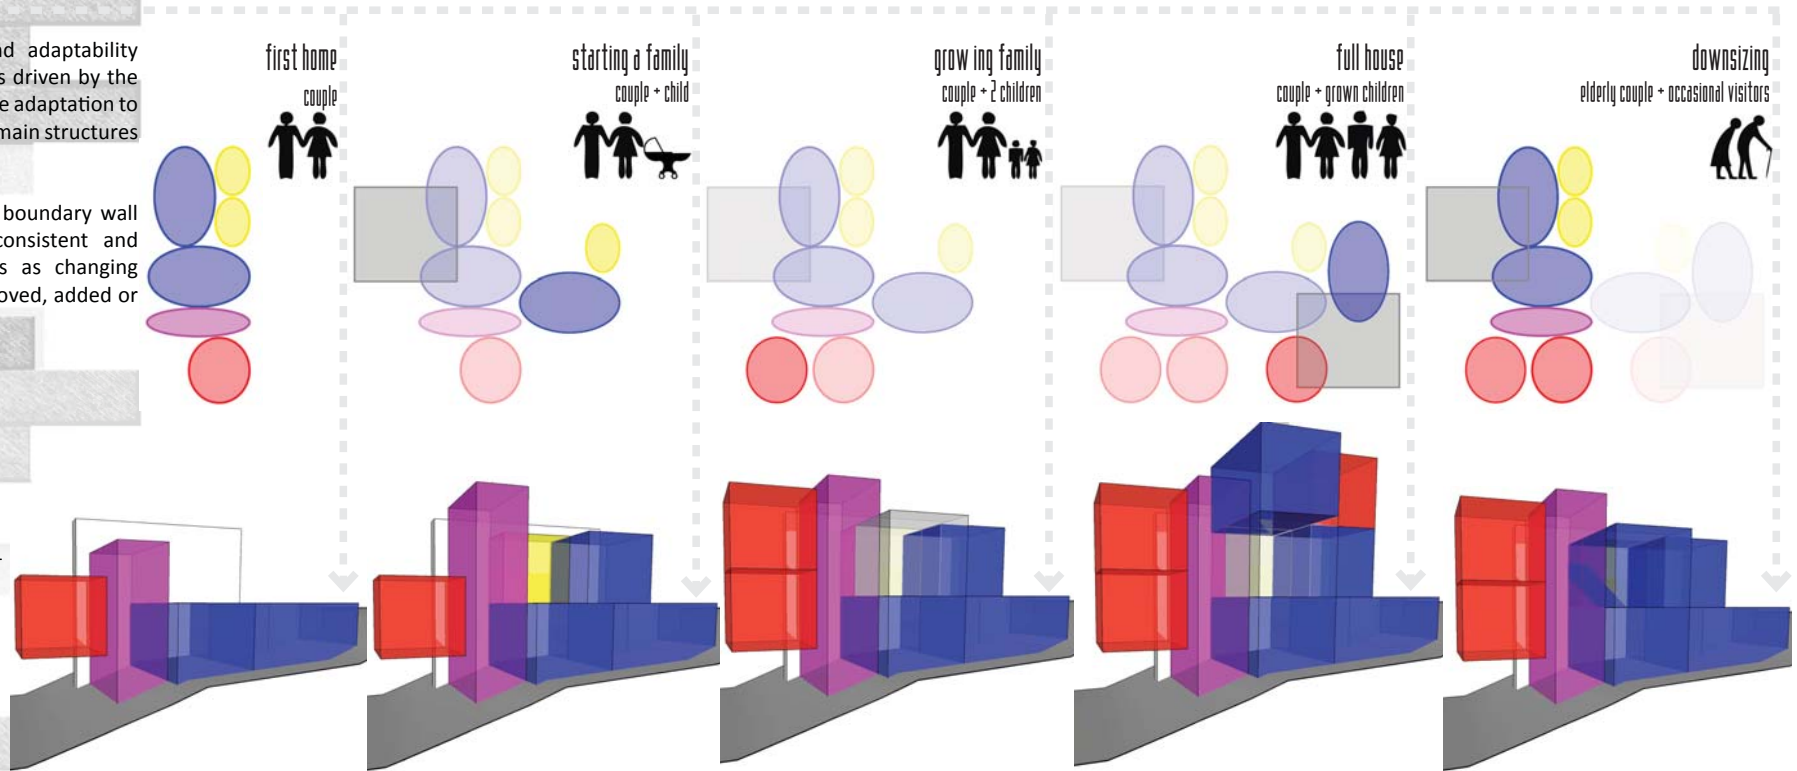 nd adaptability
s driven by the
e adaptation to
main structures
boundary wall
consistent and
s as changing
oved, added or
first home
couple
starting a family
couple + child
grow ing family
couple + 2 children
full house
couple + grown children
downsizing
elderly couple + occasional visitors